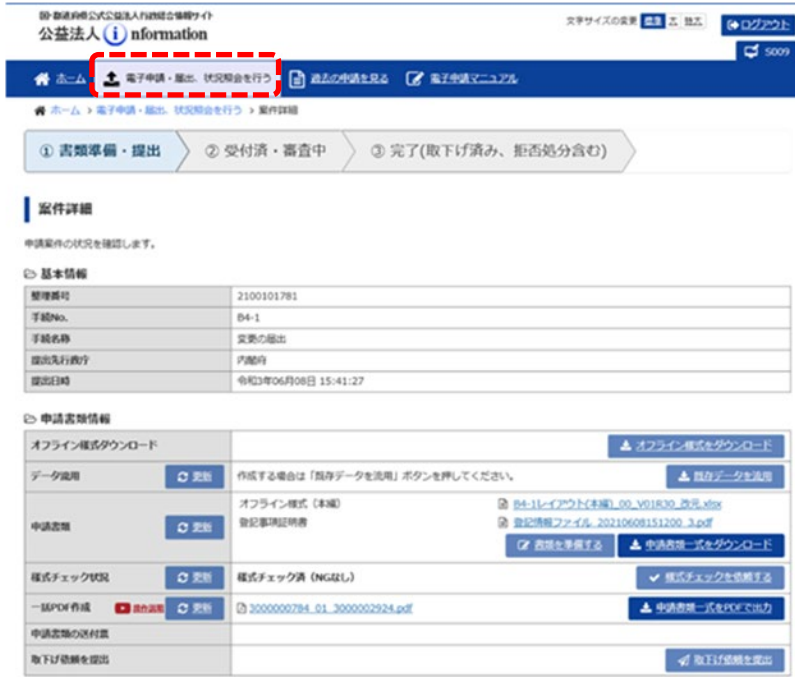 国・都道府県公式公益法人行政総合情報サイト
公益法人 information
文字サイズの変更 標準 大 特大
ログアウト
S009
ホーム 電子申請・届出、状況照会を行う 過去の申請を見る 電子申請マニュアル
ホーム > 電子申請・届出、状況照会を行う > 案件詳細
① 書類準備・提出 ② 受付済・審査中 ③ 完了(取下げ済み、拒否処分含む)
案件詳細
申請案件の状況を確認します。
基本情報
整理番号 2100101781
手続No. B4-1
手続名称 変更の届出
提出先行政庁 内閣府
提出日時 令和3年06月08日 15:41:27
申請書類情報
オフライン様式ダウンロード オフライン様式をダウンロード
データ流用 更新 作成する場合は「既存データを流用」ボタンを押してください。 既存データを流用
申請書類 更新 オフライン様式（本編） B4-1レイアウト(本編)_00_V01R30_改元.xlsx
登記事項証明書 登記情報ファイル_20210608151200_3.pdf
書類を準備する 申請書類一式をダウンロード
様式チェック状況 更新 様式チェック済（NGなし） 様式チェックを依頼する
一括PDF作成 更新 3000000784_01_3000002924.pdf 申請書類一式をPDFで出力
申請書類の送付票
取下げ依頼を提出 取下げ依頼を提出